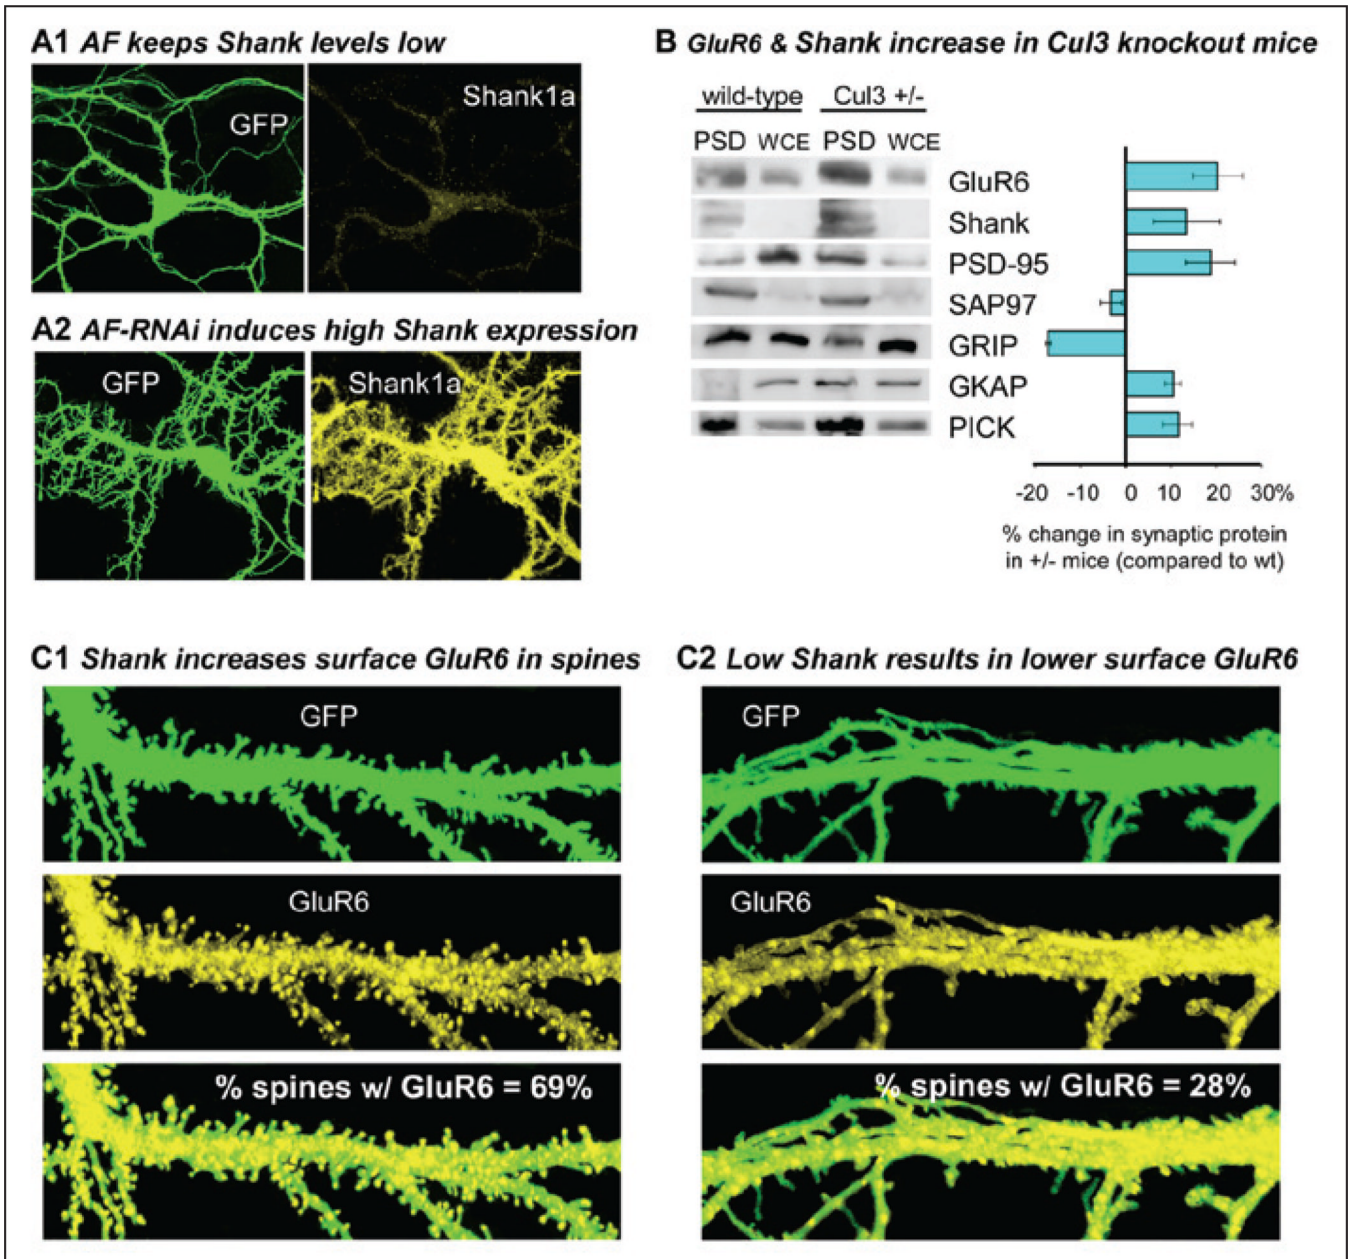 A1 AF keeps Shank levels low
GFP
Shank1a
A2 AF-RNAi induces high Shank expression
GFP
Shank1a
B GluR6 & Shank increase in Cul3 knockout mice
wild-type Cul3 +/-
PSD WCE PSD WCE
GluR6
Shank
PSD-95
SAP97
GRIP
GKAP
PICK
-20 -10 0 10 20 30%
% change in synaptic protein
in +/- mice (compared to wt)
C1 Shank increases surface GluR6 in spines
GFP
GluR6
% spines w/ GluR6 = 69%
C2 Low Shank results in lower surface GluR6
GFP
GluR6
% spines w/ GluR6 = 28%